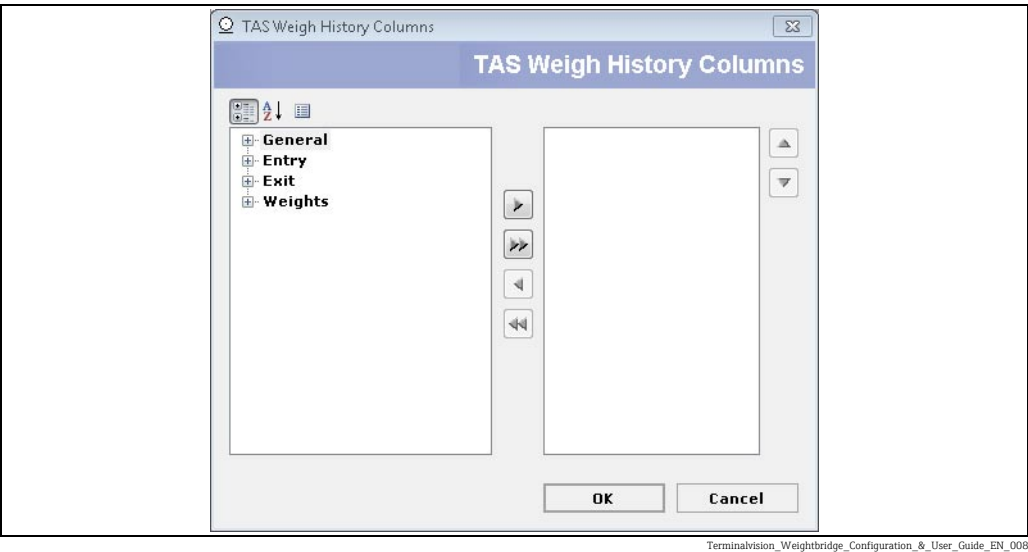 TAS Weigh History Columns
TAS Weigh History Columns
General
Entry
Exit
Weights
OK
Cancel
Terminalvision_Weightbridge_Configuration_&_User_Guide_EN_008